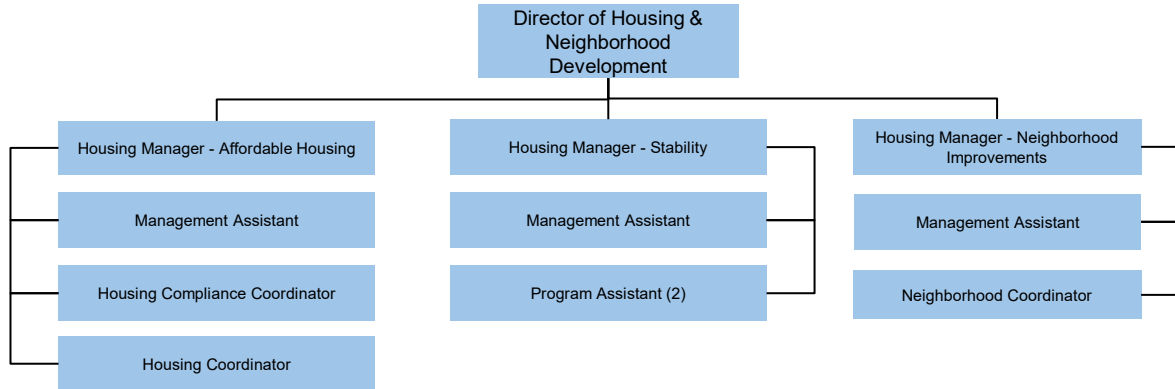 Director of Housing &
Neighborhood
Development
Housing Manager - Affordable Housing
Management Assistant
Housing Compliance Coordinator
Housing Coordinator
Housing Manager - Stability
Management Assistant
Program Assistant (2)
Housing Manager - Neighborhood
Improvements
Management Assistant
Neighborhood Coordinator